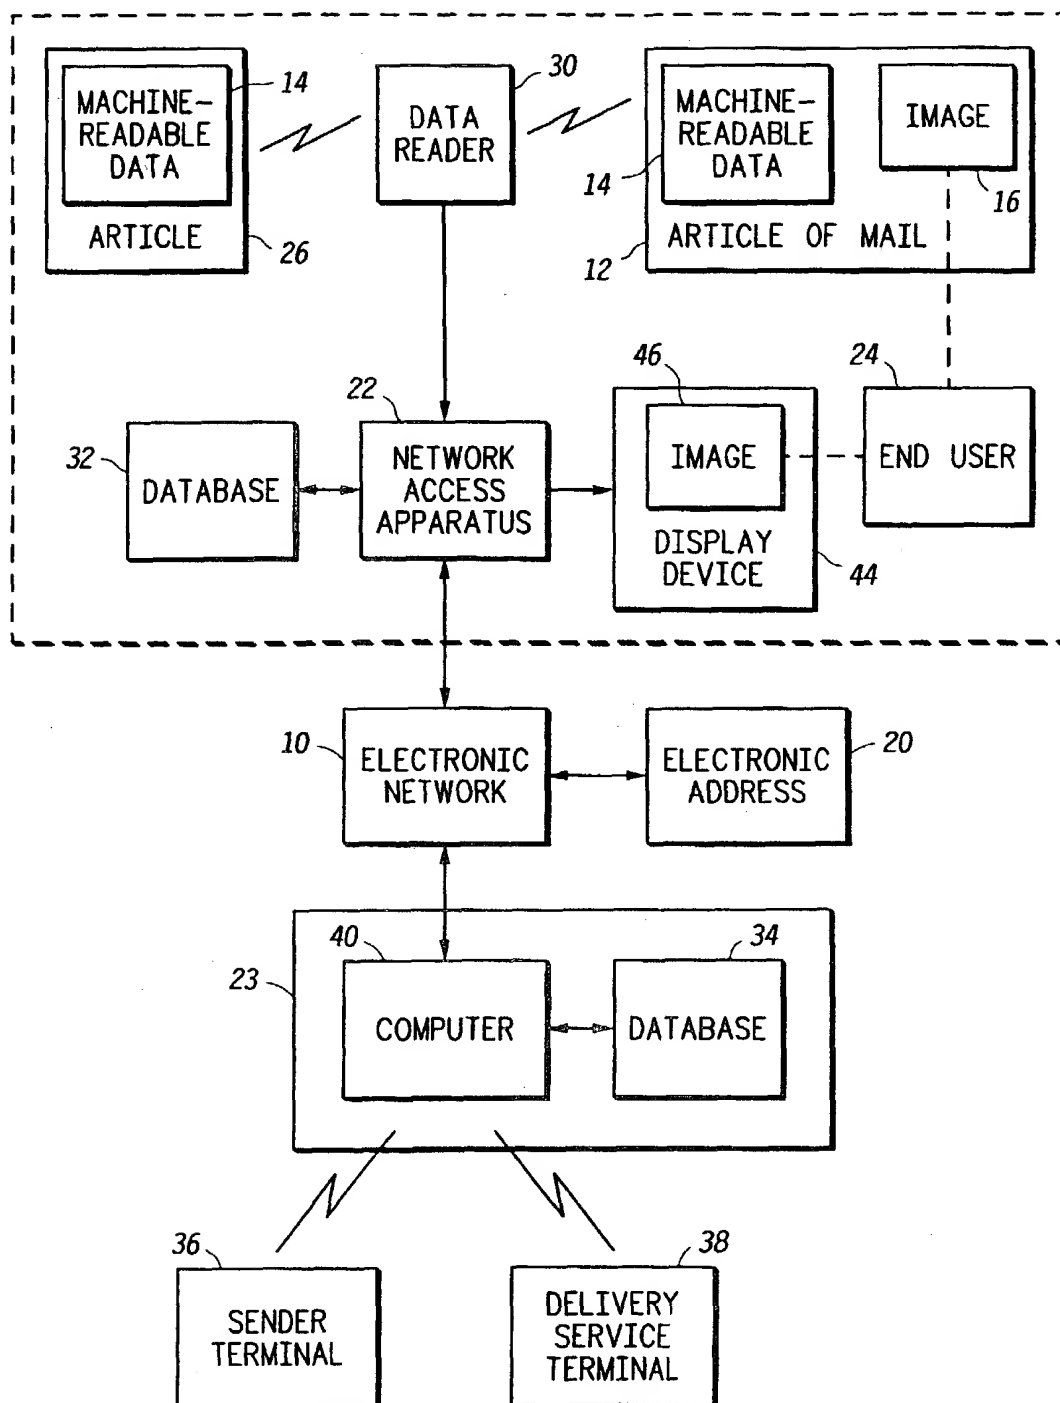 14
MACHINE-
READABLE
DATA
ARTICLE
26
30
DATA
READER
MACHINE-
READABLE
DATA
14
IMAGE
16
ARTICLE OF MAIL
12
22
NETWORK
ACCESS
APPARATUS
32
DATABASE
46
IMAGE
DISPLAY
DEVICE
44
24
END USER
10
ELECTRONIC
NETWORK
20
ELECTRONIC
ADDRESS
23
40
COMPUTER
34
DATABASE
36
SENDER
TERMINAL
38
DELIVERY
SERVICE
TERMINAL